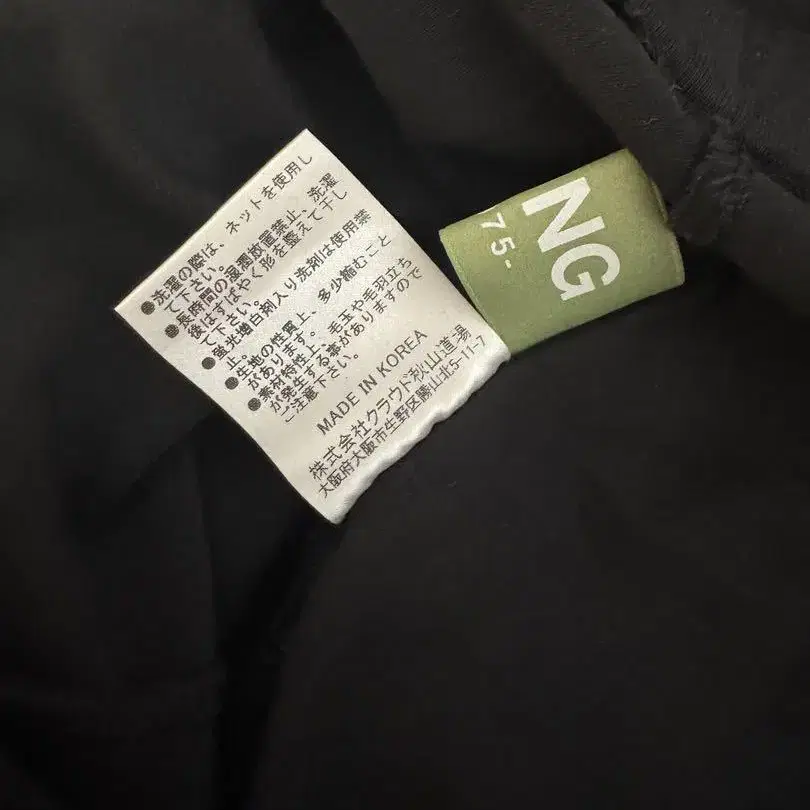 ●洗濯の際は、ネットを使用し
て下さい。
●長時間の湿潤放置禁止、洗濯
後はすばやく形を整えて干し
て下さい。
●蛍光増白剤入り洗剤は使用禁
止。
●生地の性質上、多少縮むこと
があります。
●素材特性上、毛玉や毛羽立ち
が発生する事がありますので
ご注意下さい。
MADE IN KOREA
株式会社クラウド秋山道場
大阪府大阪市生野区勝山北5-11-7
NG
75-